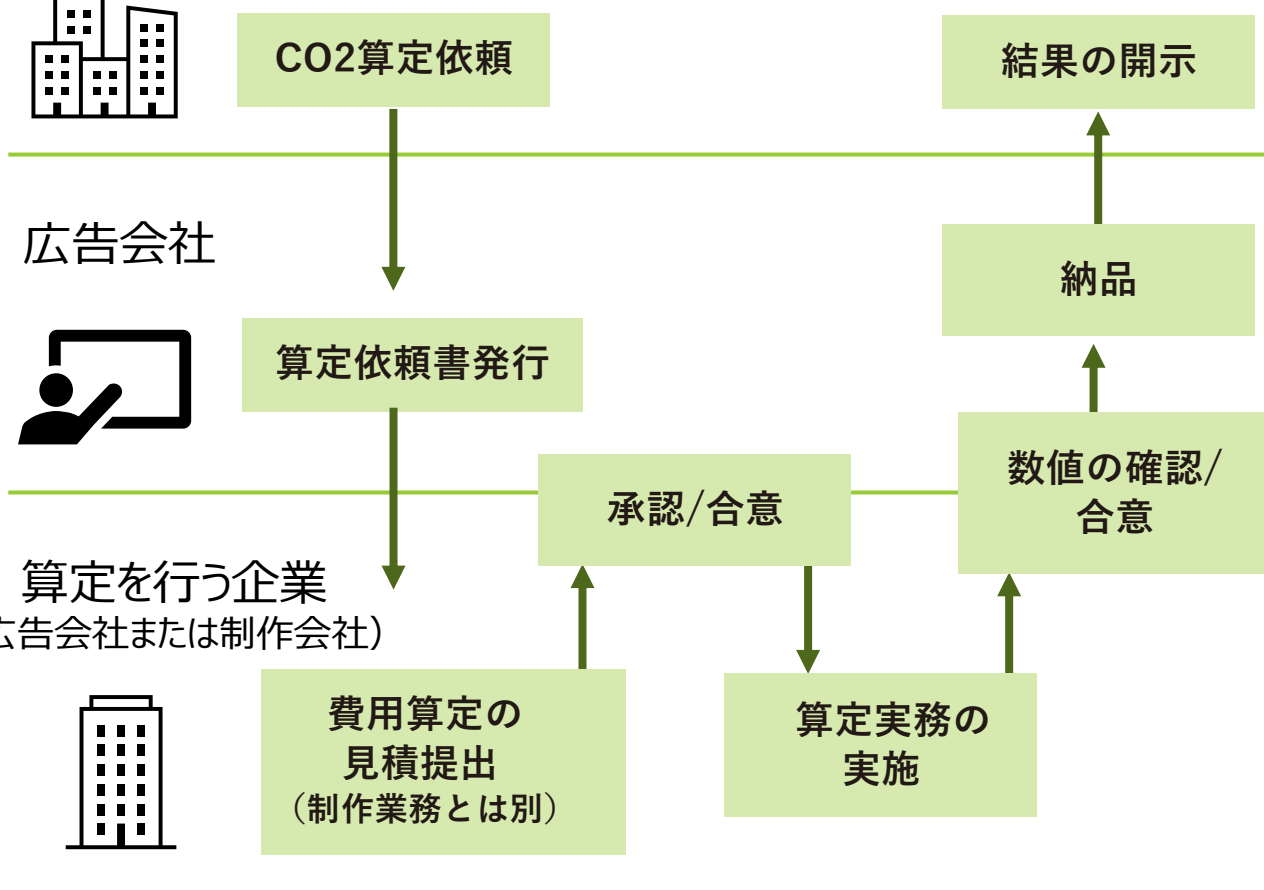 CO2算定依頼
結果の開示
広告会社
納品
算定依頼書発行
数値の確認/
合意
承認/合意
算定を行う企業
広告会社または制作会社）
費用算定の
見積提出
（制作業務とは別）
算定実務の
実施